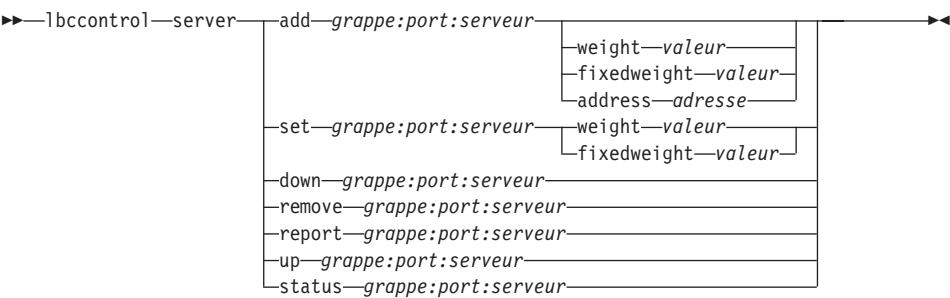 lbccontrol server add grappe:port:serveur
weight valeur
fixedweight valeur
address adresse
set grappe:port:serveur weight valeur
fixedweight valeur
down grappe:port:serveur
remove grappe:port:serveur
report grappe:port:serveur
up grappe:port:serveur
status grappe:port:serveur